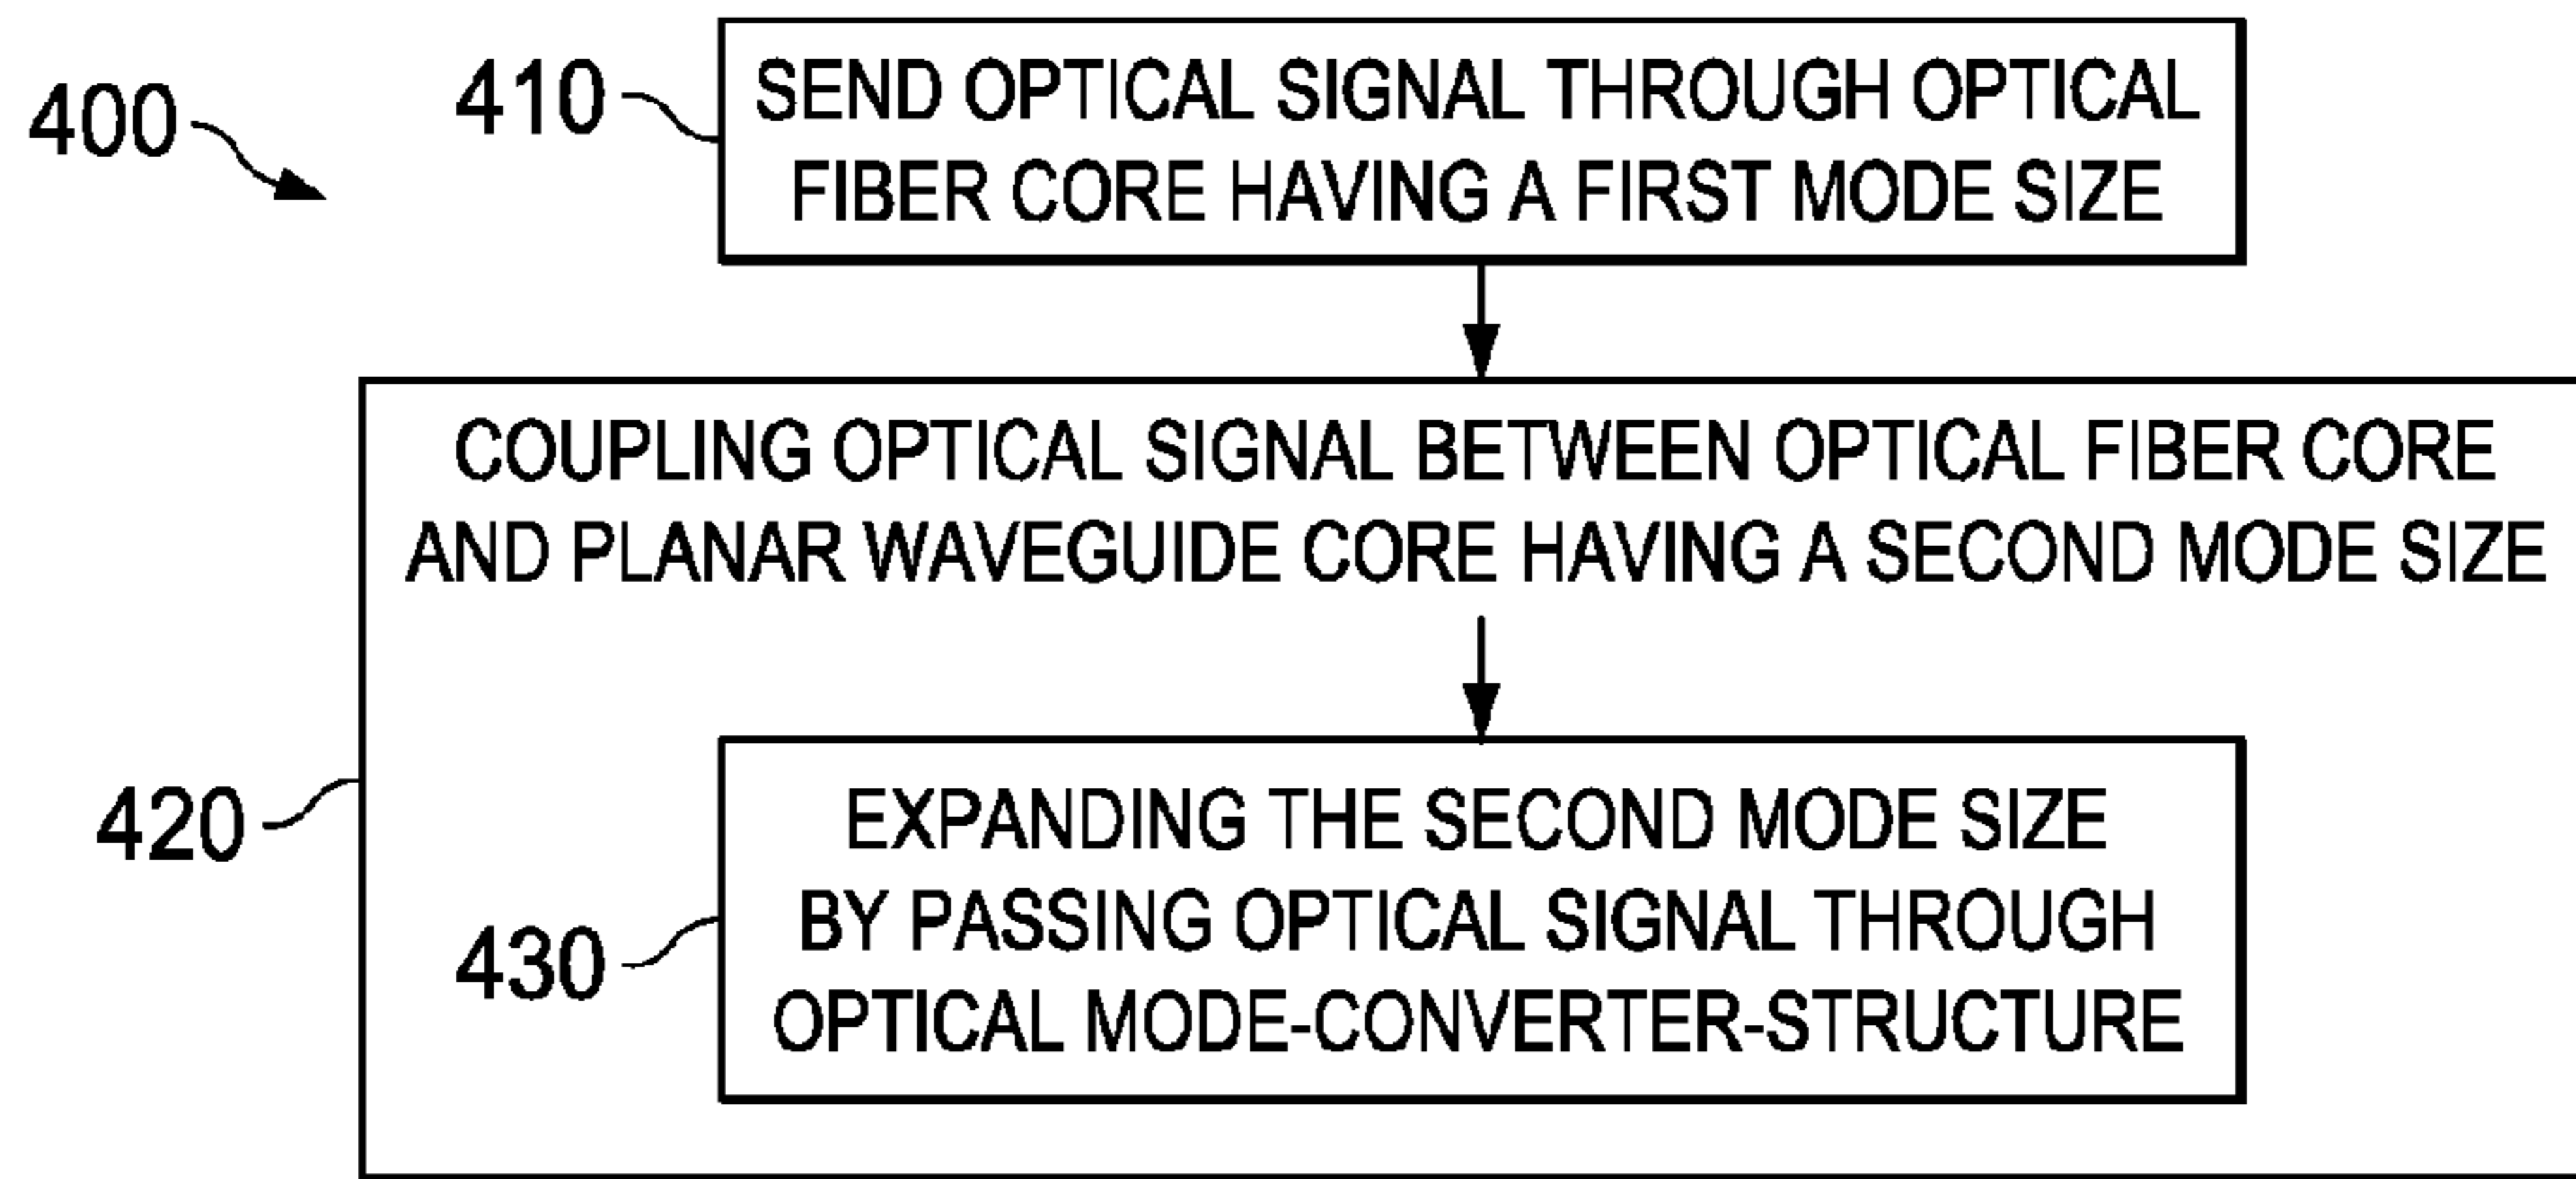 400
410
SEND OPTICAL SIGNAL THROUGH OPTICAL
FIBER CORE HAVING A FIRST MODE SIZE
COUPLING OPTICAL SIGNAL BETWEEN OPTICAL FIBER CORE
AND PLANAR WAVEGUIDE CORE HAVING A SECOND MODE SIZE
420
430
EXPANDING THE SECOND MODE SIZE
BY PASSING OPTICAL SIGNAL THROUGH
OPTICAL MODE-CONVERTER-STRUCTURE